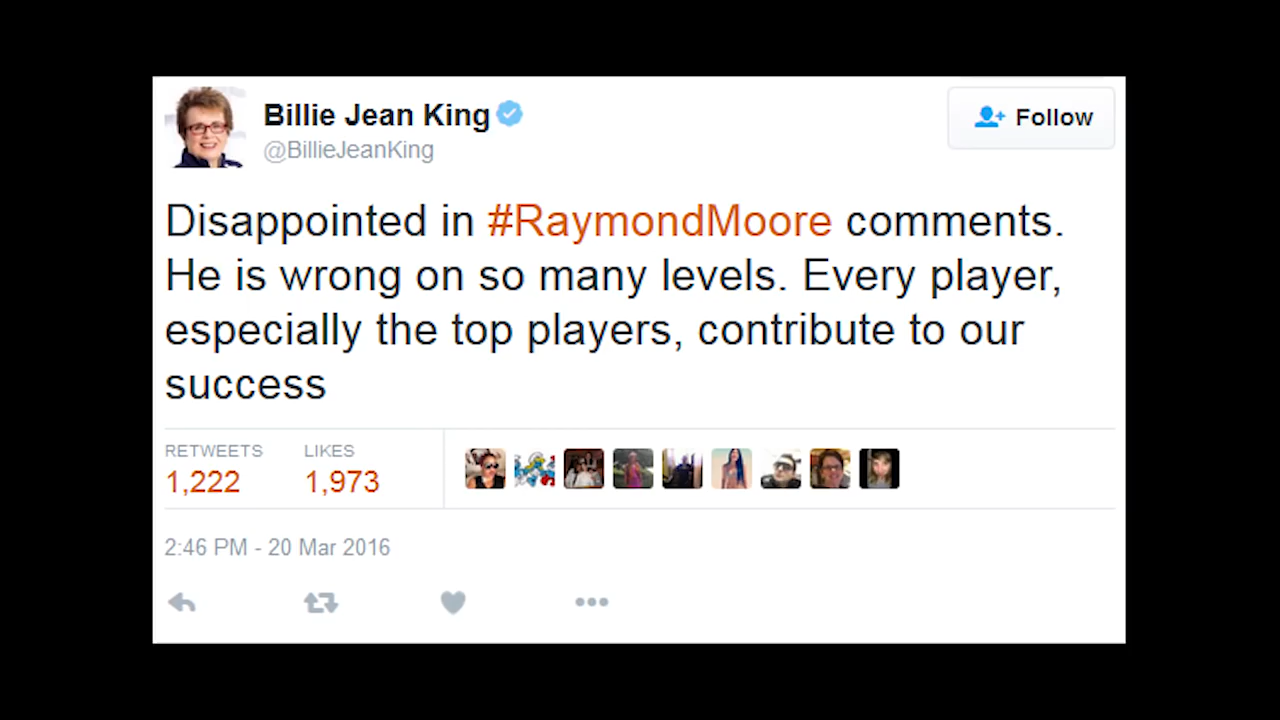 Billie Jean King
@BillieJeanKing
Follow
Disappointed in #RaymondMoore comments.
He is wrong on so many levels. Every player,
especially the top players, contribute to our
success
RETWEETS LIKES
1,222 1,973
2:46 PM - 20 Mar 2016